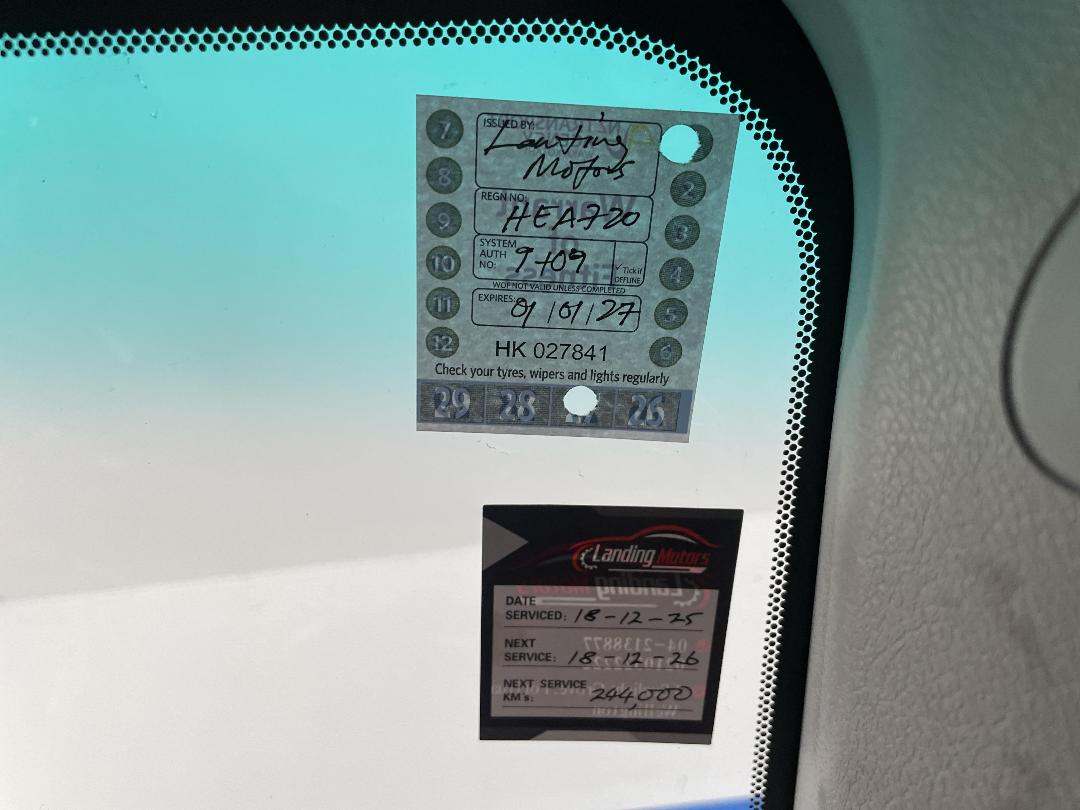 7
ISSUED BY:
Landing
Motors
8
2
REGN NO:
HEA720
9
3
SYSTEM
AUTH
NO:
✓ Tick if
OFFLINE
10
4
WOF NOT VALID UNLESS COMPLETED
EXPIRES: 01/01/27
11
5
12
HK 027841
6
Check your tyres, wipers and lights regularly
29 28 26
Landing Motors
DATE
SERVICED: 18-12-25
NEXT
SERVICE: 18-12-26
NEXT SERVICE
KM's: 244,000